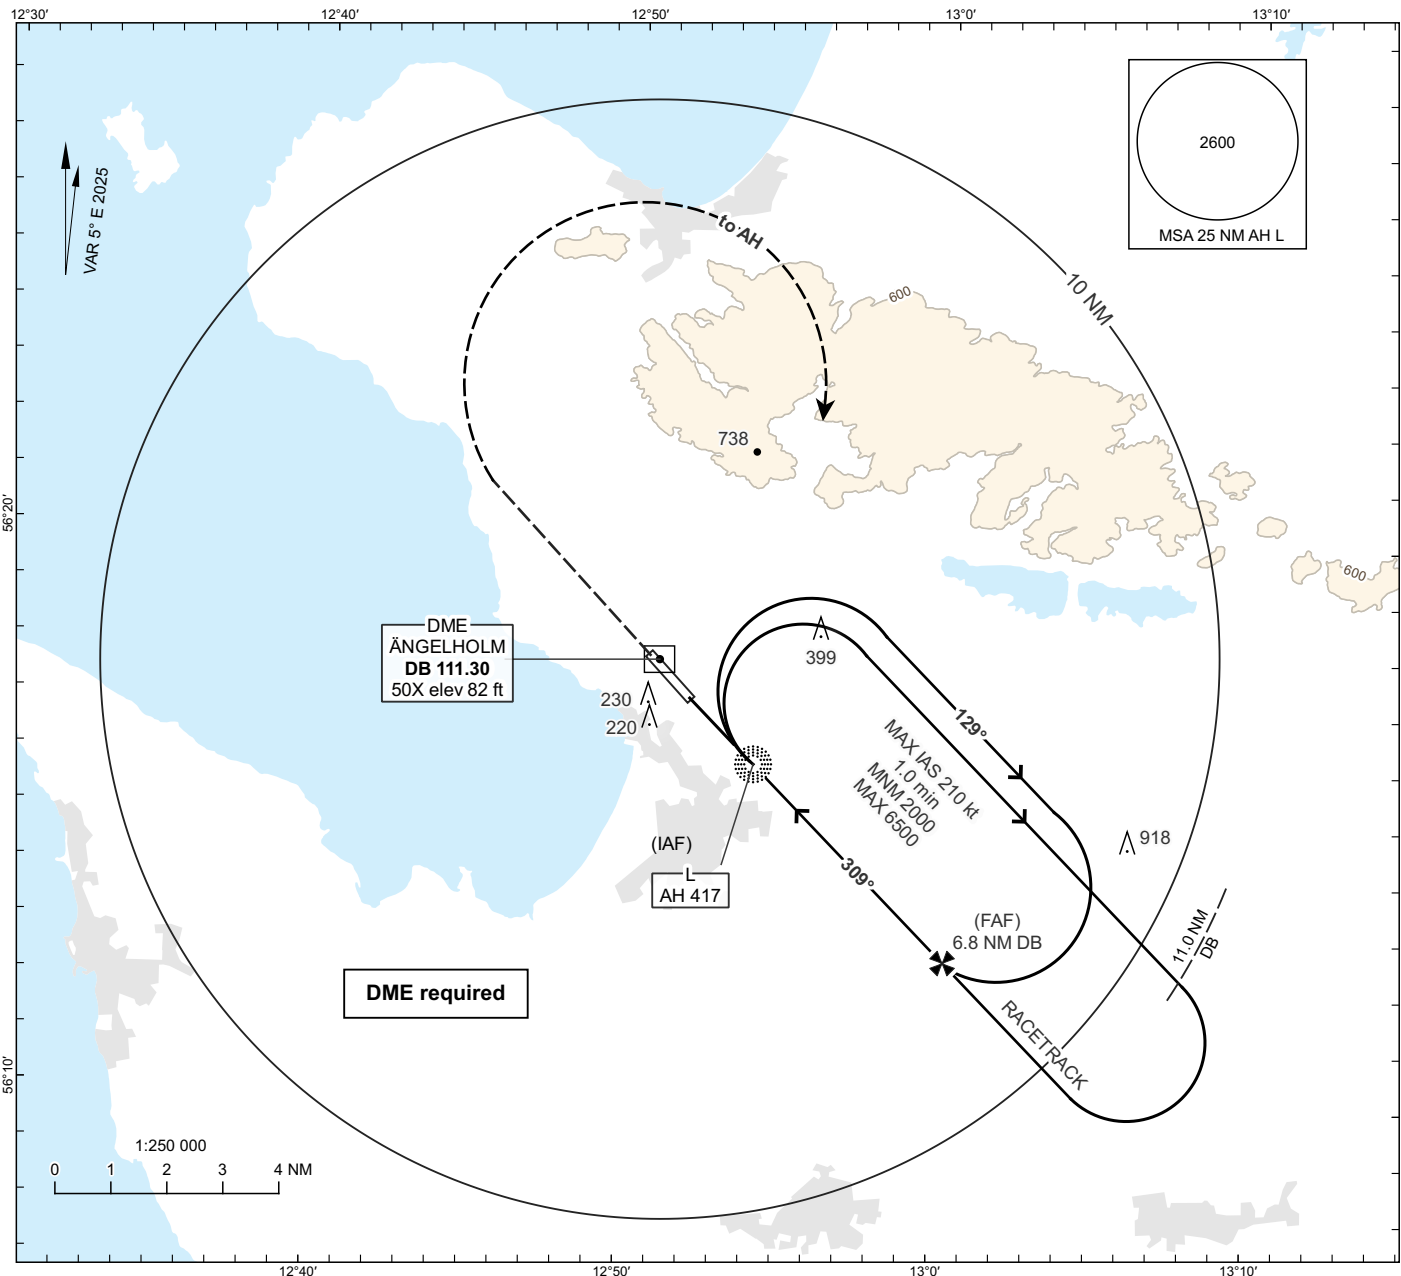 12°30'
12°40'
12°50'
13°0'
13°10'
2600
MSA 25 NM AH L
VAR 5° E 2025
to AH
10 NM
600
738
56°20'
600
DME
ÄNGELHOLM
DB 111.30
50X elev 82 ft
399
230
220
129°
MAX IAS 210 kt
1.0 min
MNM 2000
MAX 6500
918
(IAF)
L
AH 417
309°
(FAF)
6.8 NM DB
11.0 NM
DB
DME required
RACETRACK
56°10'
1:250 000
0 1 2 3 4 NM
12°40'
12°50'
13°0'
13°10'